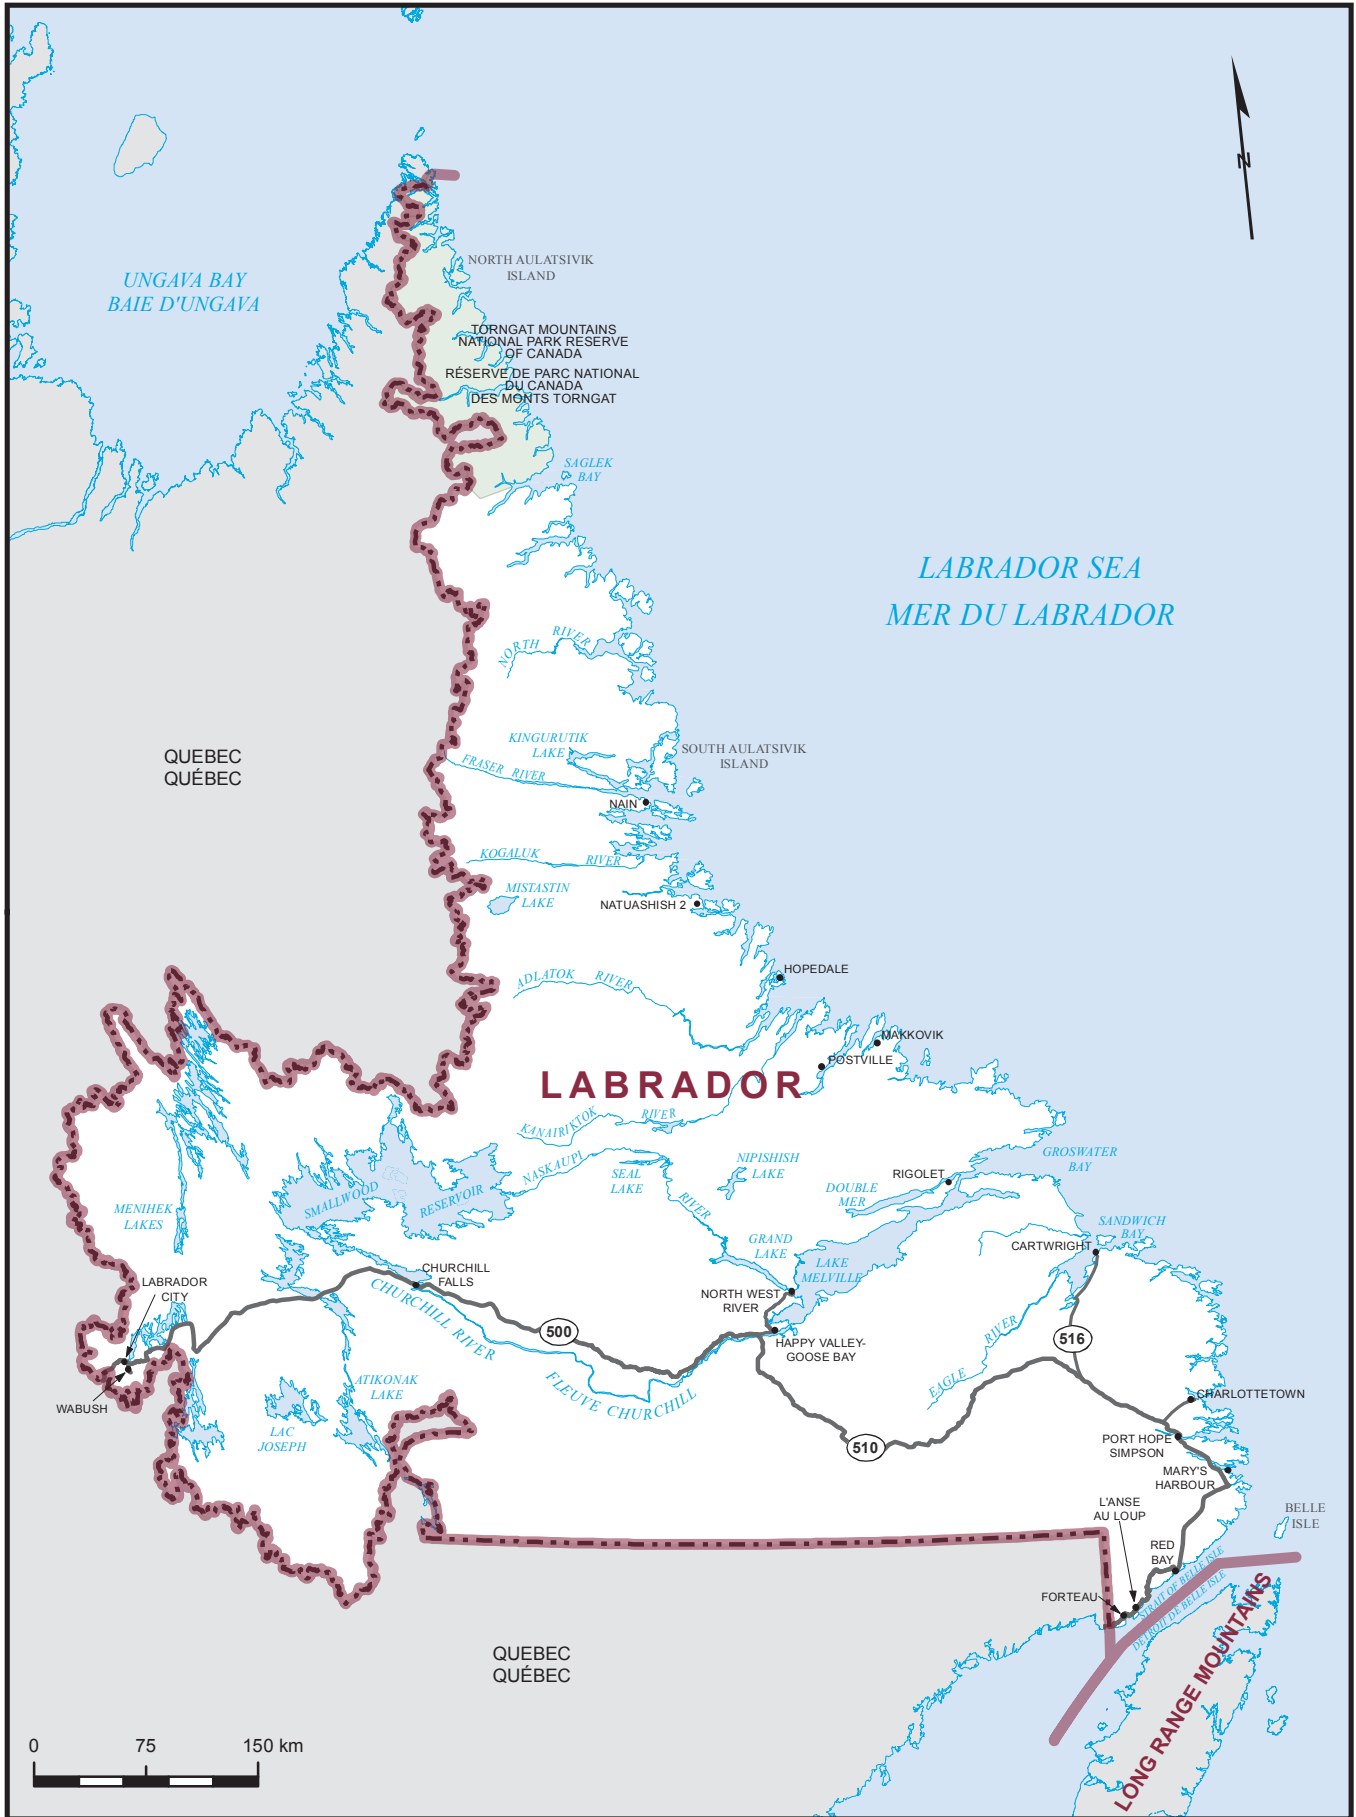 N
UNGAVA BAY
BAIE D'UNGAVA
NORTH AULATSIVIK
ISLAND
TORNGAT MOUNTAINS
NATIONAL PARK RESERVE
OF CANADA
RÉSERVE DE PARC NATIONAL
DU CANADA
DES MONTS TORNGAT
SAGLEK
BAY
LABRADOR SEA
MER DU LABRADOR
NORTH RIVER
QUEBEC
QUÉBEC
KINGURUTIK
LAKE
SOUTH AULATSIVIK
ISLAND
FRASER RIVER
NAIN
KOGALUK RIVER
MISTASTIN
LAKE
NATUASHISH 2
HOPEDALE
ADLATOK RIVER
MAKKOVIK
POSTVILLE
LABRADOR
KANAIRIKTOK RIVER
NASKAUPI RIVER
SEAL
LAKE
NIPISHISH
LAKE
GROSWATER
BAY
RIGOLET
DOUBLE
MER
SMALLWOOD RESERVOIR
MENIHEK
LAKES
SANDWICH
BAY
CARTWRIGHT
GRAND
LAKE
LAKE
MELVILLE
CHURCHILL
FALLS
LABRADOR
CITY
NORTH WEST
RIVER
CHURCHILL RIVER
500
HAPPY VALLEY-
GOOSE BAY
516
EAGLE RIVER
ATIKONAK
LAKE
FLEUVE CHURCHILL
WABUSH
CHARLOTTETOWN
LAC
JOSEPH
510
PORT HOPE
SIMPSON
MARY'S
HARBOUR
L'ANSE
AU LOUP
BELLE
ISLE
RED
BAY
FORTEAU
STRAIT OF BELLE ISLE
DÉTROIT DE BELLE ISLE
LONG RANGE MOUNTAINS
QUEBEC
QUÉBEC
0 75 150 km